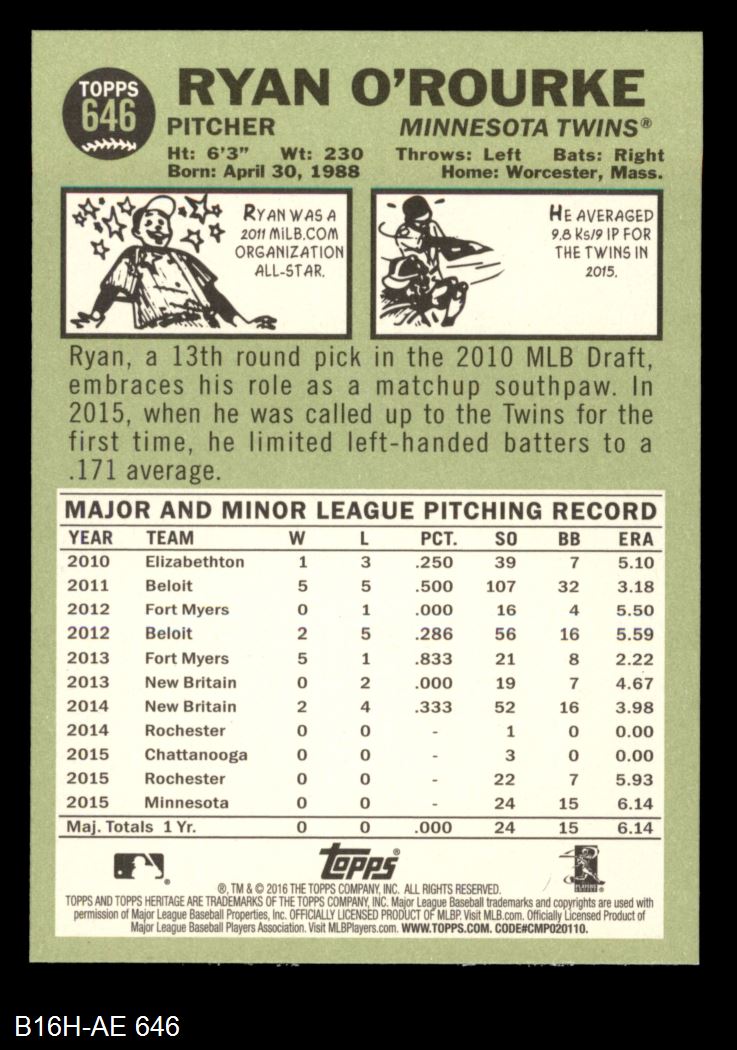 TOPPS
646
RYAN O'ROURKE
PITCHER
MINNESOTA TWINS®
Ht: 6'3" Wt: 230 Throws: Left Bats: Right
Born: April 30, 1988 Home: Worcester, Mass.
RYAN WAS A
2011 MiLB.COM
ORGANIZATION
ALL-STAR.
HE AVERAGED
9.8 Ks/9 IP FOR
THE TWINS IN
2015.
Ryan, a 13th round pick in the 2010 MLB Draft,
embraces his role as a matchup southpaw. In
2015, when he was called up to the Twins for the
first time, he limited left-handed batters to a
.171 average.
MAJOR AND MINOR LEAGUE PITCHING RECORD
YEAR TEAM W L PCT. SO BB ERA
2010 Elizabethton 1 3 .250 39 7 5.10
2011 Beloit 5 5 .500 107 32 3.18
2012 Fort Myers 0 1 .000 16 4 5.50
2012 Beloit 2 5 .286 56 16 5.59
2013 Fort Myers 5 1 .833 21 8 2.22
2013 New Britain 0 2 .000 19 7 4.67
2014 New Britain 2 4 .333 52 16 3.98
2014 Rochester 0 0 - 1 0 0.00
2015 Chattanooga 0 0 - 3 0 0.00
2015 Rochester 0 0 - 22 7 5.93
2015 Minnesota 0 0 - 24 15 6.14
Maj. Totals 1 Yr. 0 0 .000 24 15 6.14
Topps®
®, TM & © 2016 THE TOPPS COMPANY, INC. ALL RIGHTS RESERVED.
TOPPS AND TOPPS HERITAGE ARE TRADEMARKS OF THE TOPPS COMPANY, INC. Major League Baseball trademarks and copyrights are used with
permission of Major League Baseball Properties, Inc. OFFICIALLY LICENSED PRODUCT OF MLBP. Visit MLB.com. Officially Licensed Product of
Major League Baseball Players Association. Visit MLBPlayers.com. WWW.TOPPS.COM. CODE#CMP020110.
B16H-AE 646